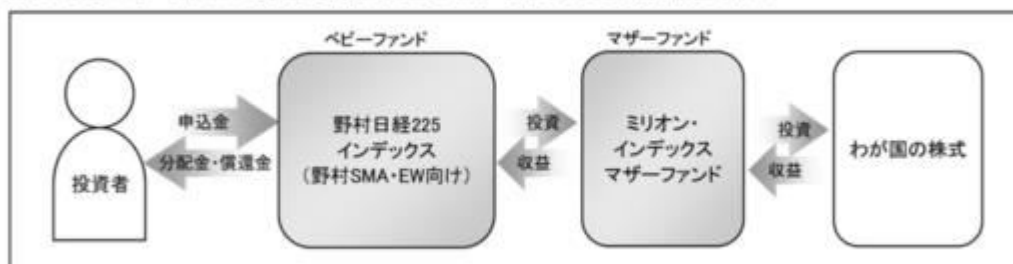 ベビーファンド
マザーファンド
申込金
分配金・償還金
投資者
野村日経225
インデックス
（野村SMA・EW向け）
投資
収益
ミリオン・
インデックス
マザーファンド
投資
収益
わが国の株式